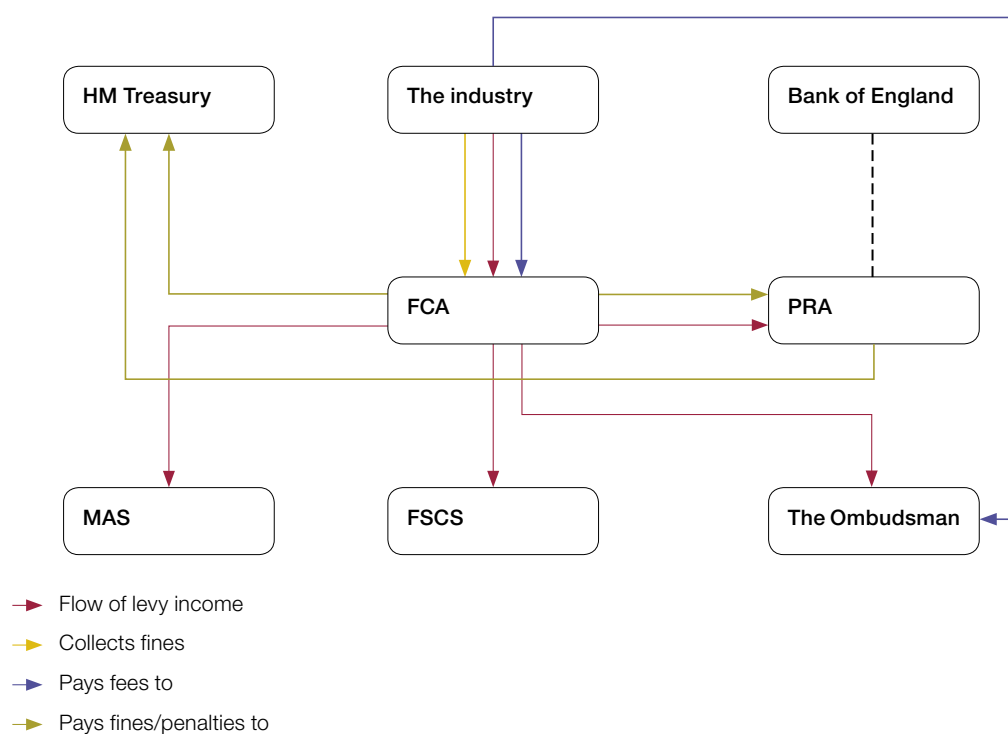 HM Treasury
The industry
Bank of England
FCA
PRA
MAS
FSCS
The Ombudsman
Flow of levy income
Collects fines
Pays fees to
Pays fines/penalties to